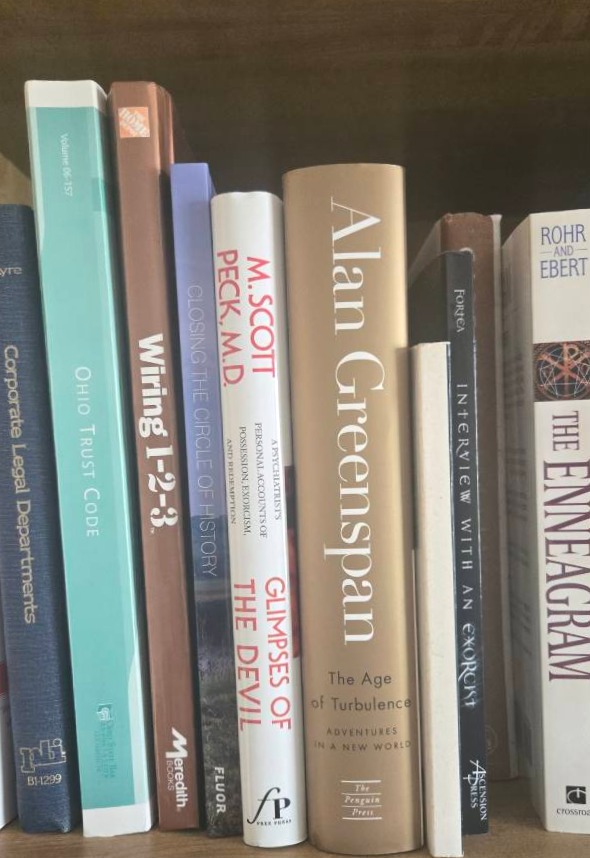 Corporate Legal Departments
PLI
B1-1299
Volume 06-157
OHIO TRUST CODE
Wiring 1-2-3™
Meredith
BOOKS
CLOSING THE CIRCLE OF HISTORY
FLUOR
M. SCOTT
PECK, M.D.
A PSYCHIATRIST'S
PERSONAL ACCOUNTS OF
POSSESSION, EXORCISM,
AND REDEMPTION
GLIMPSES OF
THE DEVIL
fP
FREE PRESS
Alan Greenspan
The Age
of Turbulence
ADVENTURES
IN A NEW WORLD
The
Penguin
Press
FORTEA
INTERVIEW WITH AN EXORCIST
ASCENSION
PRESS
ROHR
AND
EBERT
THE ENNEAGRAM